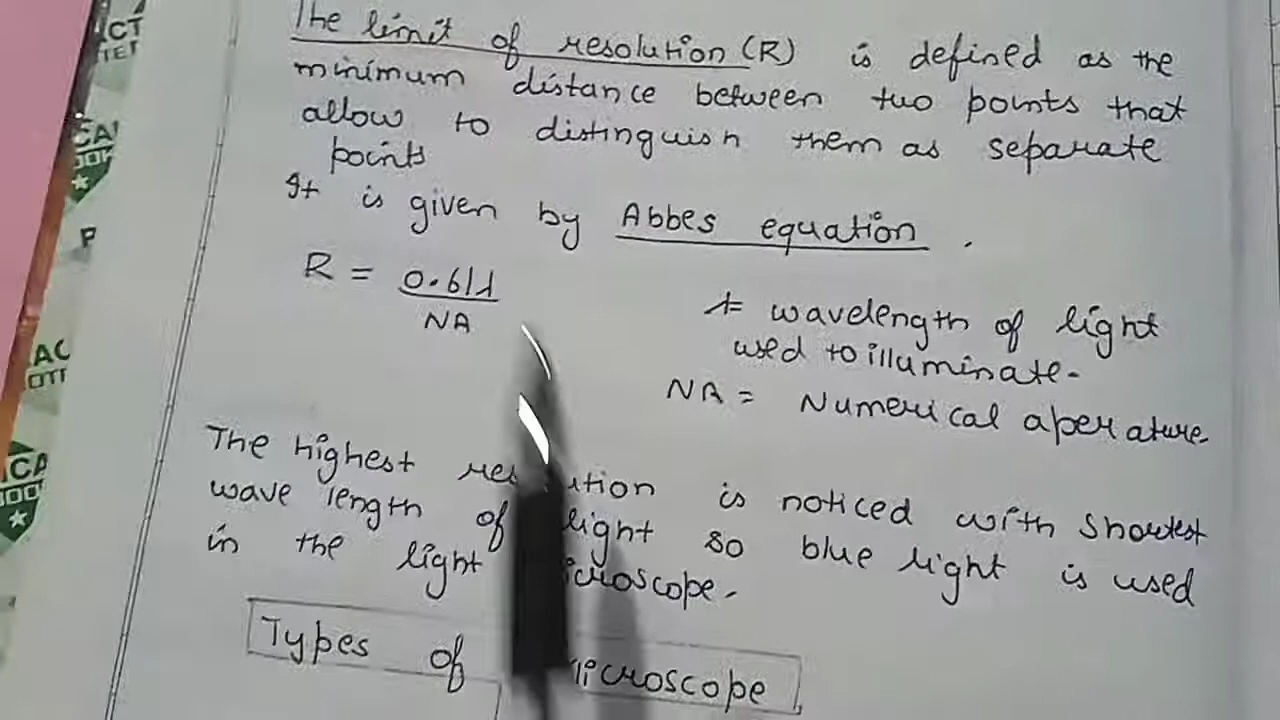 The limit of resolution (R) is defined as the
minimum distance between two points that
allow to distinguish them as separate
points
It is given by Abbes equation.
R = 0.61λ
NA
λ = wavelength of light
used to illuminate.
NA = Numerical aperature
The highest is noticed with shortest
wave length of light so blue light is used
in the light
Types of